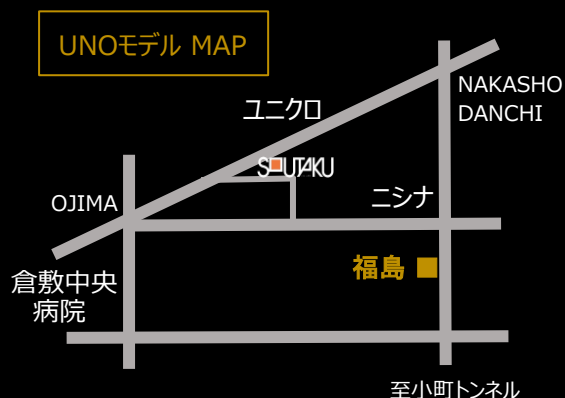 UNOモデル MAP
NAKASHO
DANCHI
ユニクロ
SOUTAKU
ニシナ
OJIMA
福島
倉敷中央
病院
至小町トンネル